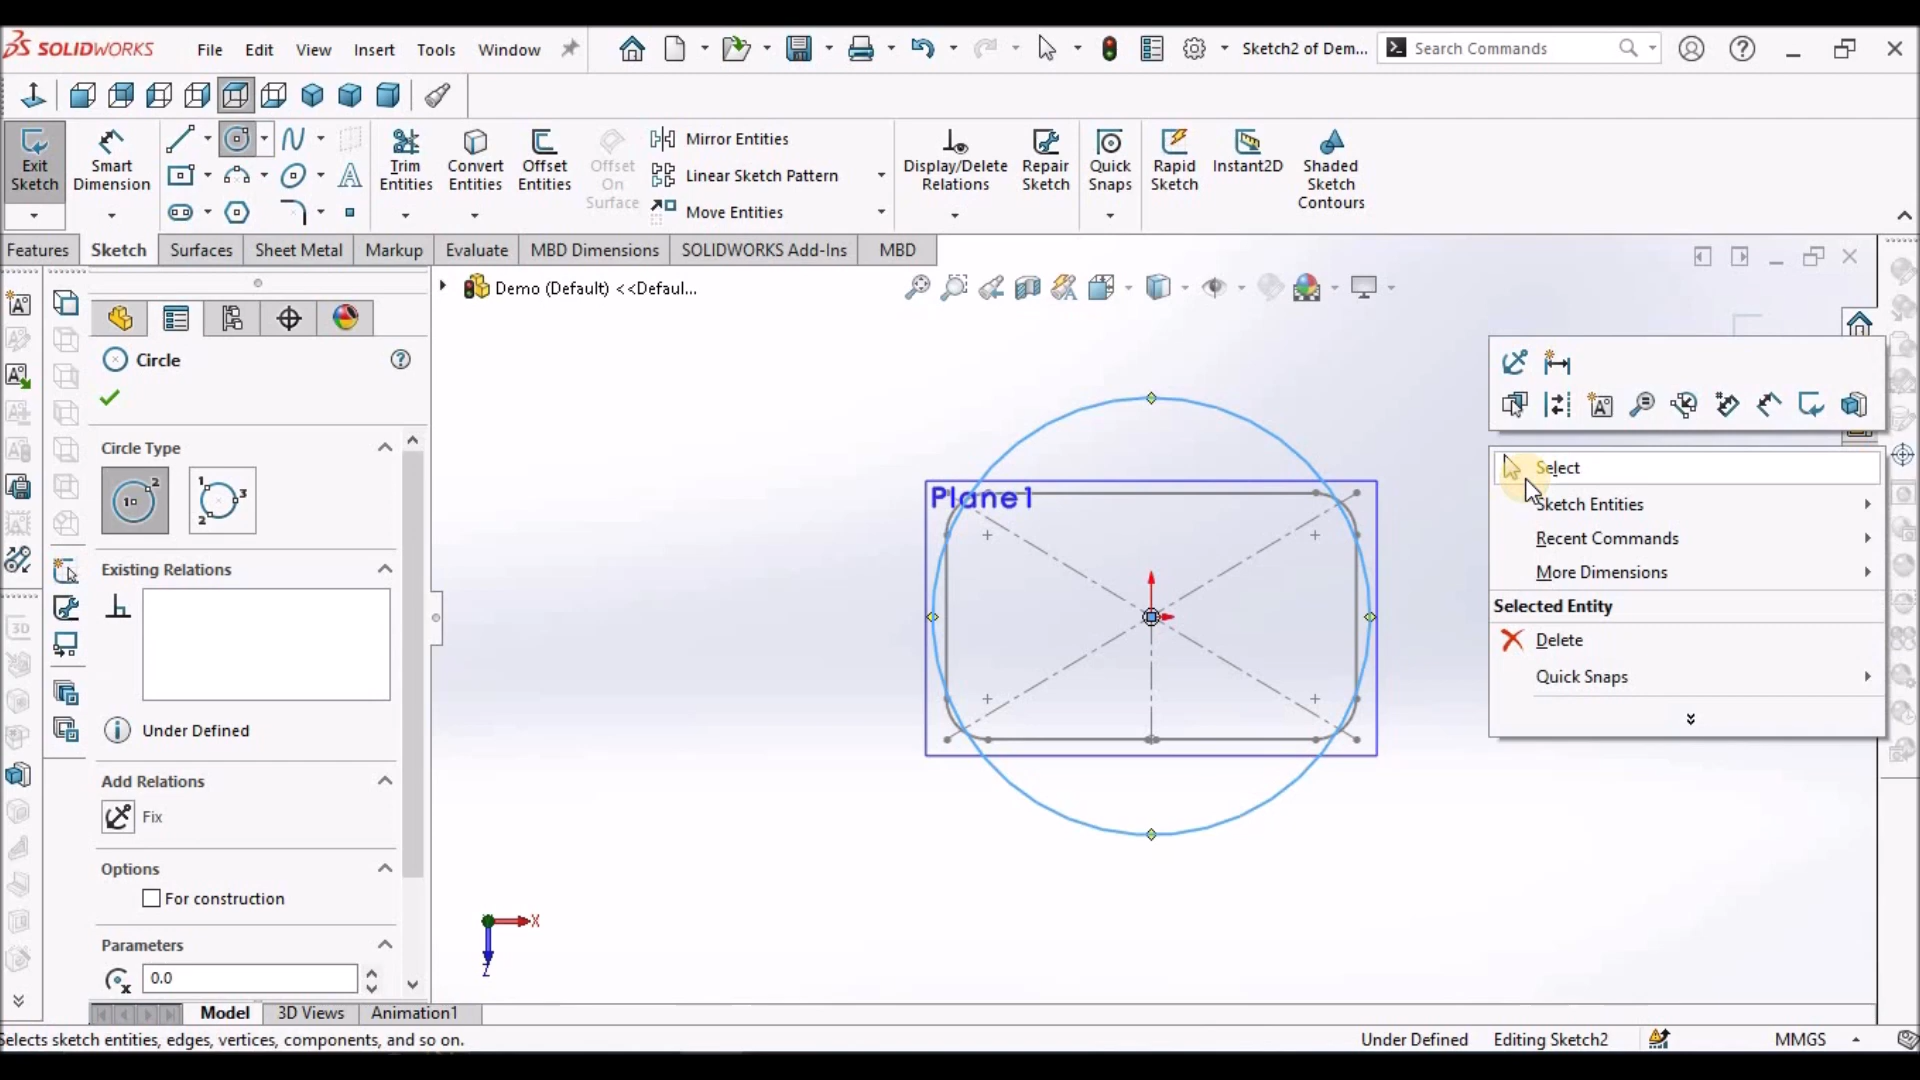 SOLIDWORKS File Edit View Insert Tools Window Sketch2 of Dem... Search Commands
Exit Sketch
Smart Dimension
Trim Entities
Convert Entities
Offset Entities
Offset On Surface
Mirror Entities
Linear Sketch Pattern
Move Entities
Display/Delete Relations
Repair Sketch
Quick Snaps
Rapid Sketch
Instant2D
Shaded Sketch Contours
Features Sketch Surfaces Sheet Metal Markup Evaluate MBD Dimensions SOLIDWORKS Add-Ins MBD
Demo (Default) <<Defaul...
Circle
Circle Type
Existing Relations
Under Defined
Add Relations
Fix
Options
For construction
Parameters
0.0
Plane1
X
Z
Select
Sketch Entities
Recent Commands
More Dimensions
Selected Entity
Delete
Quick Snaps
Model 3D Views Animation1
Selects sketch entities, edges, vertices, components, and so on. Under Defined Editing Sketch2 MMGS